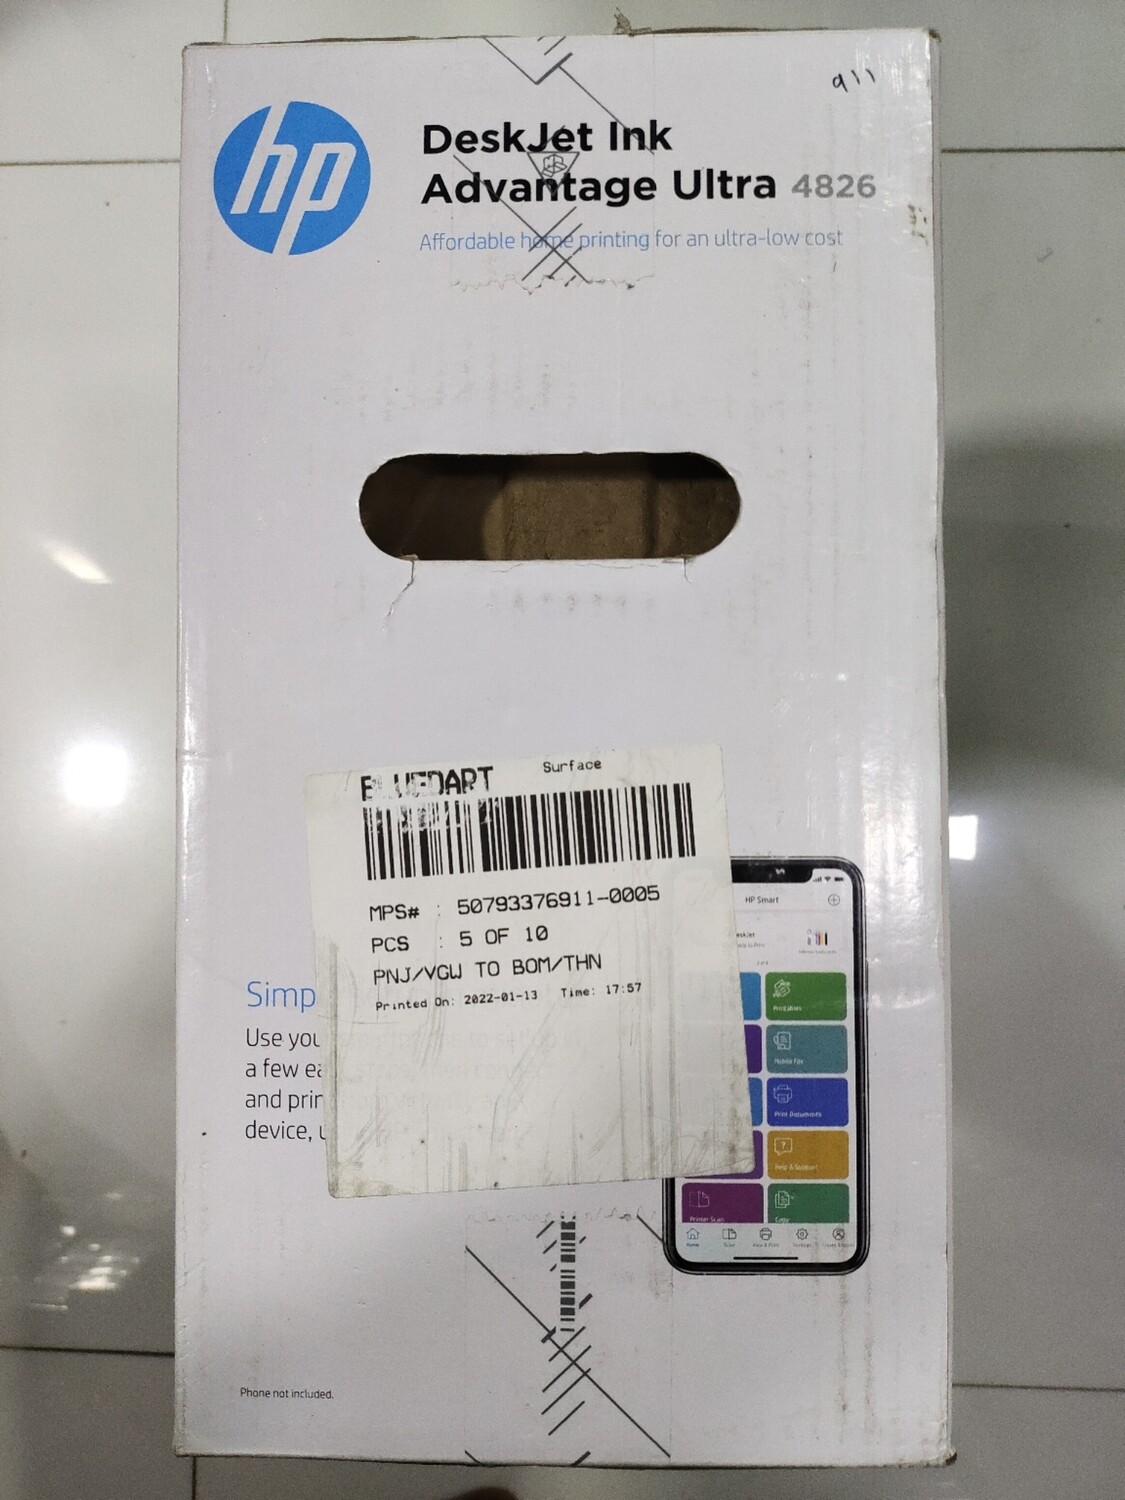 911
hp
DeskJet Ink
Advantage Ultra 4826
Affordable home printing for an ultra-low cost
BLUEDART
Surface
MPS# : 50793376911-0005
PCS : 5 OF 10
PNJ/VGW TO BOM/THN
Printed On: 2022-01-13 Time: 17:57
Simp
Use you
a few ea
and prin
device, u
HP Smart
Printables
Mobile Fax
Print Documents
Help & Support
Printer Scan
Copy
Home
Phone not included.